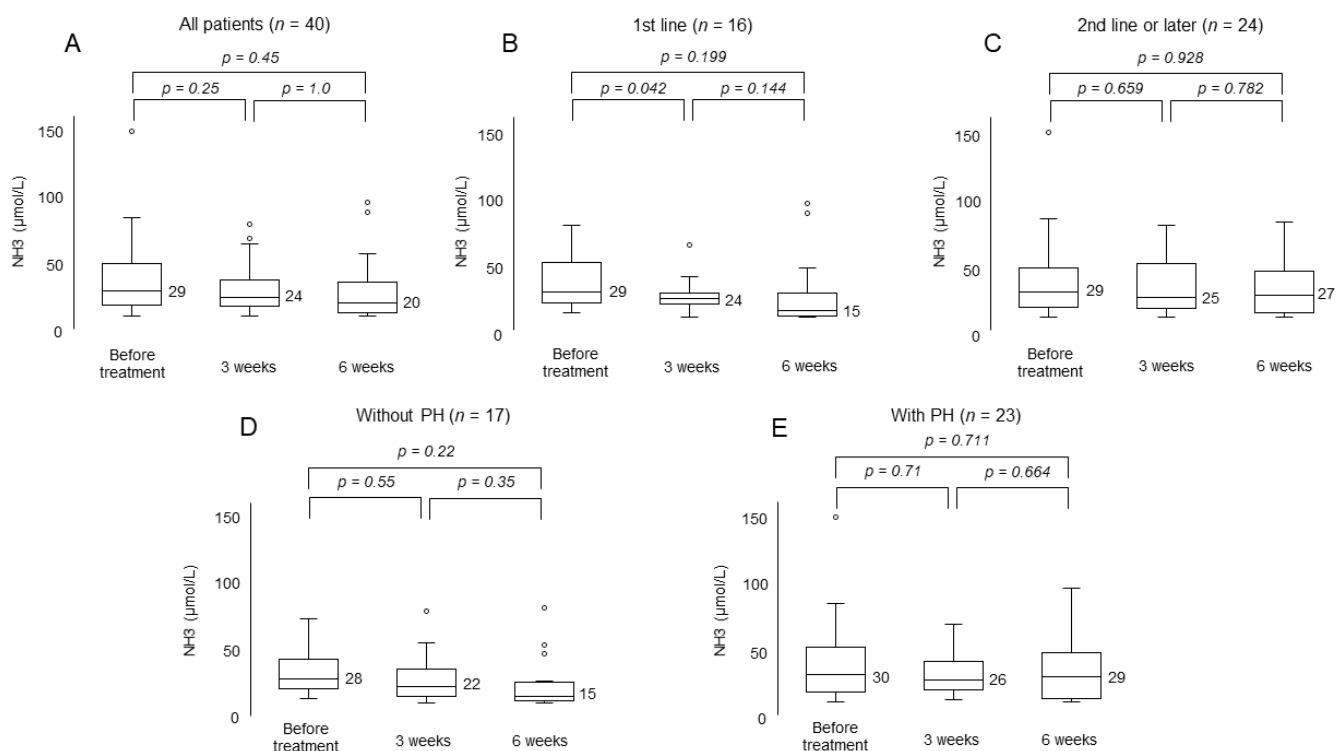 A
All patients (n = 40)
p = 0.45
p = 0.25
p = 1.0
NH3 (μmol/L)
150
100
50
0
29
24
20
Before
treatment
3 weeks
6 weeks
B
1st line (n = 16)
p = 0.199
p = 0.042
p = 0.144
NH3 (μmol/L)
150
100
50
0
29
24
15
Before
treatment
3 weeks
6 weeks
C
2nd line or later (n = 24)
p = 0.928
p = 0.659
p = 0.782
NH3 (μmol/L)
150
100
50
0
29
25
27
Before
treatment
3 weeks
6 weeks
D
Without PH (n = 17)
p = 0.22
p = 0.55
p = 0.35
NH3 (μmol/L)
150
100
50
0
28
22
15
Before
treatment
3 weeks
6 weeks
E
With PH (n = 23)
p = 0.711
p = 0.71
p = 0.664
NH3 (μmol/L)
150
100
50
0
30
26
29
Before
treatment
3 weeks
6 weeks